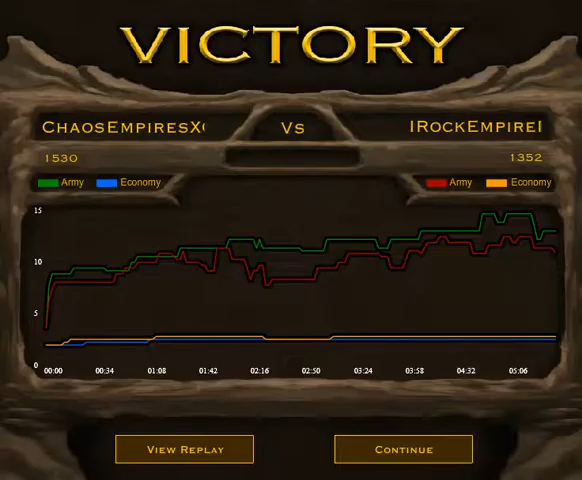 VICTORY
CHAOSEMPIRESX
VS
IROCKEMPIREI
1530
1352
Army
Economy
Army
Economy
15
10
5
0
00:00 00:34 01:08 01:42 02:16 02:50 03:24 03:58 04:32 05:06
VIEW REPLAY
CONTINUE